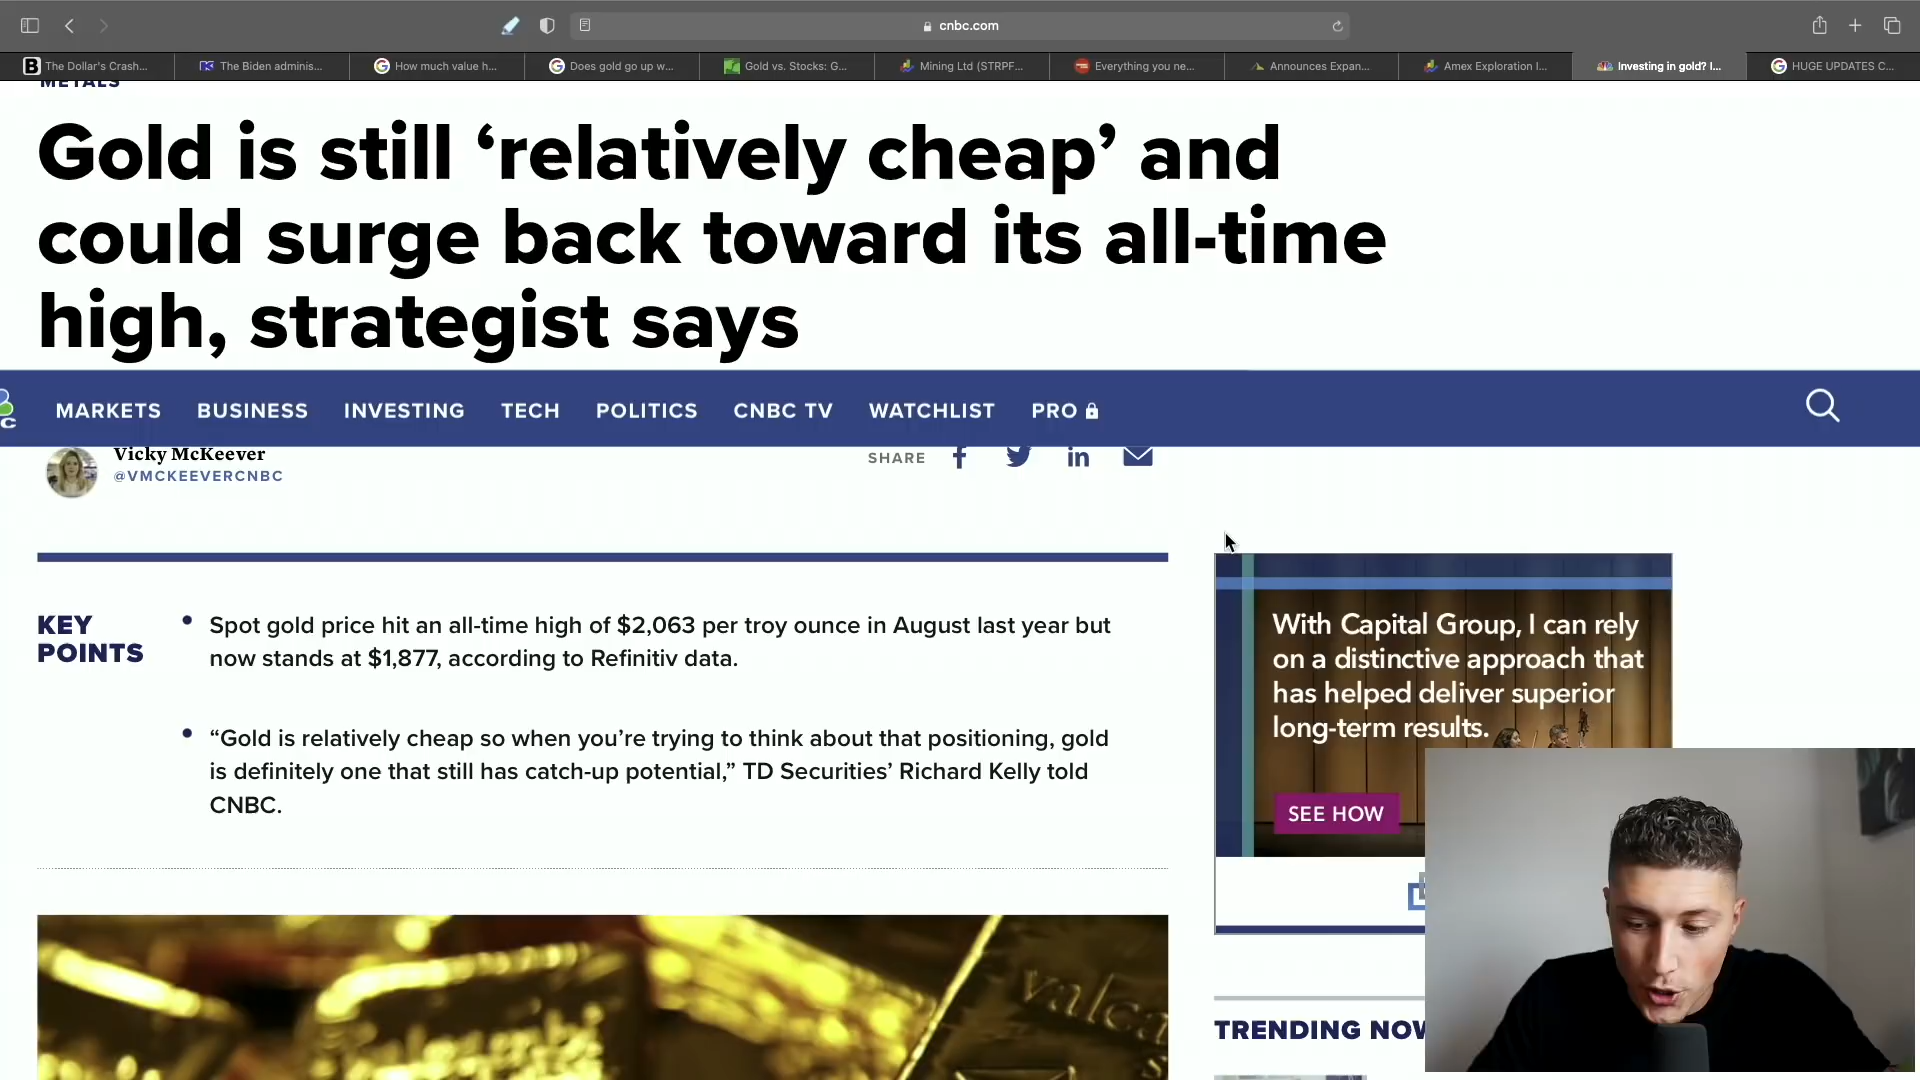 cnbc.com
The Dollar's Crash...
The Biden adminis...
How much value h...
Does gold go up w...
Gold vs. Stocks: G...
Mining Ltd (STRPF...
Everything you ne...
Announces Expan...
Amex Exploration I...
Investing in gold? I...
HUGE UPDATES C...
METALS
Gold is still ‘relatively cheap’ and
could surge back toward its all-time
high, strategist says
MARKETS BUSINESS INVESTING TECH POLITICS CNBC TV WATCHLIST PRO
Vicky McKeever
@VMCKEEVERCNBC
SHARE
KEY
POINTS
Spot gold price hit an all-time high of $2,063 per troy ounce in August last year but
now stands at $1,877, according to Refinitiv data.
“Gold is relatively cheap so when you’re trying to think about that positioning, gold
is definitely one that still has catch-up potential,” TD Securities’ Richard Kelly told
CNBC.
With Capital Group, I can rely
on a distinctive approach that
has helped deliver superior
long-term results.
SEE HOW
TRENDING NOW